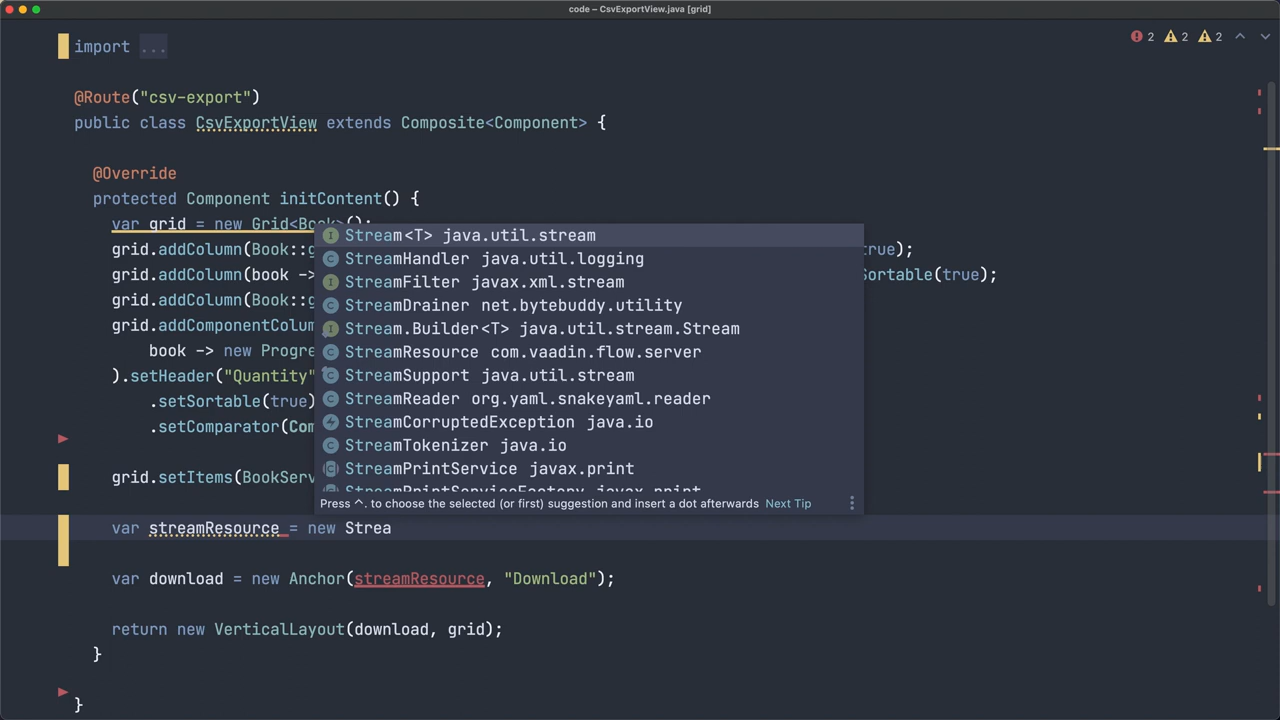 code – CsvExportView.java [grid]
import ...
2 2 2
@Route("csv-export")
public class CsvExportView extends Composite<Component> {
@Override
protected Component initContent() {
var grid = new Grid<Book>();
grid.addColumn(Book::g true);
grid.addColumn(book -> Sortable(true);
grid.addColumn(Book::g
grid.addComponentColum
book -> new Progre
).setHeader("Quantity"
.setSortable(true)
.setComparator(Com
grid.setItems(BookServ
Stream<T> java.util.stream
StreamHandler java.util.logging
StreamFilter javax.xml.stream
StreamDrainer net.bytebuddy.utility
Stream.Builder<T> java.util.stream.Stream
StreamResource com.vaadin.flow.server
StreamSupport java.util.stream
StreamReader org.yaml.snakeyaml.reader
StreamCorruptedException java.io
StreamTokenizer java.io
StreamPrintService javax.print
StreamPrintServiceFactory javax.print
Press ^. to choose the selected (or first) suggestion and insert a dot afterwards Next Tip
var streamResource = new Strea
var download = new Anchor(streamResource, "Download");
return new VerticalLayout(download, grid);
}
}